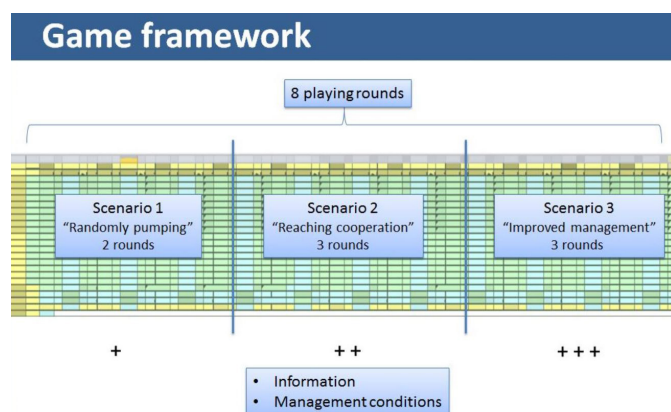 Game framework
8 playing rounds
Scenario 1
“Randomly pumping”
2 rounds
Scenario 2
“Reaching cooperation”
3 rounds
Scenario 3
“Improved management”
3 rounds
+
+ +
+ + +
• Information
• Management conditions